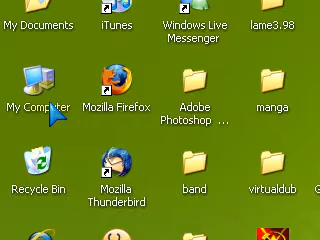 My Documents
iTunes
Windows Live
Messenger
lame3.98
My Computer
Mozilla Firefox
Adobe
Photoshop ...
manga
Recycle Bin
Mozilla
Thunderbird
band
virtualdub